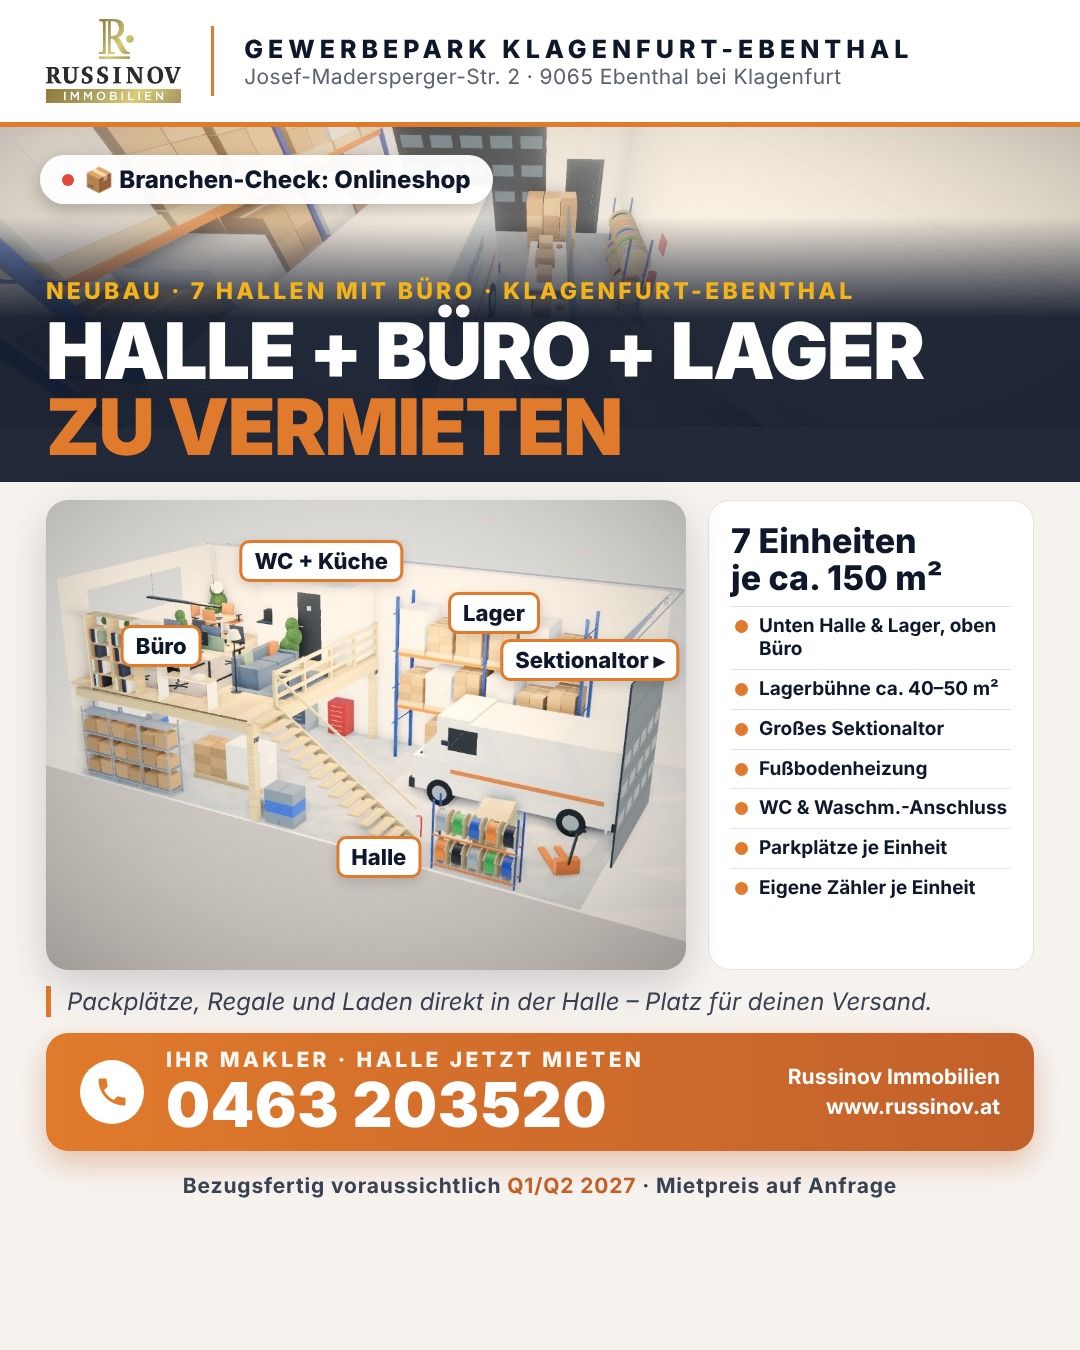 RUSSINOV
IMMOBILIEN
GEWERBEPARK KLAGENFURT-EBENTHAL
Josef-Madersperger-Str. 2 · 9065 Ebenthal bei Klagenfurt
📦 Branchen-Check: Onlineshop
NEUBAU · 7 HALLEN MIT BÜRO · KLAGENFURT-EBENTHAL
HALLE + BÜRO + LAGER
ZU VERMIETEN
WC + Küche
Lager
Büro
Sektionaltor ▸
Halle
7 Einheiten
je ca. 150 m²
Unten Halle & Lager, oben
Büro
Lagerbühne ca. 40–50 m²
Großes Sektionaltor
Fußbodenheizung
WC & Waschm.-Anschluss
Parkplätze je Einheit
Eigene Zähler je Einheit
Packplätze, Regale und Laden direkt in der Halle – Platz für deinen Versand.
IHR MAKLER · HALLE JETZT MIETEN
0463 203520
Russinov Immobilien
www.russinov.at
Bezugsfertig voraussichtlich Q1/Q2 2027 · Mietpreis auf Anfrage